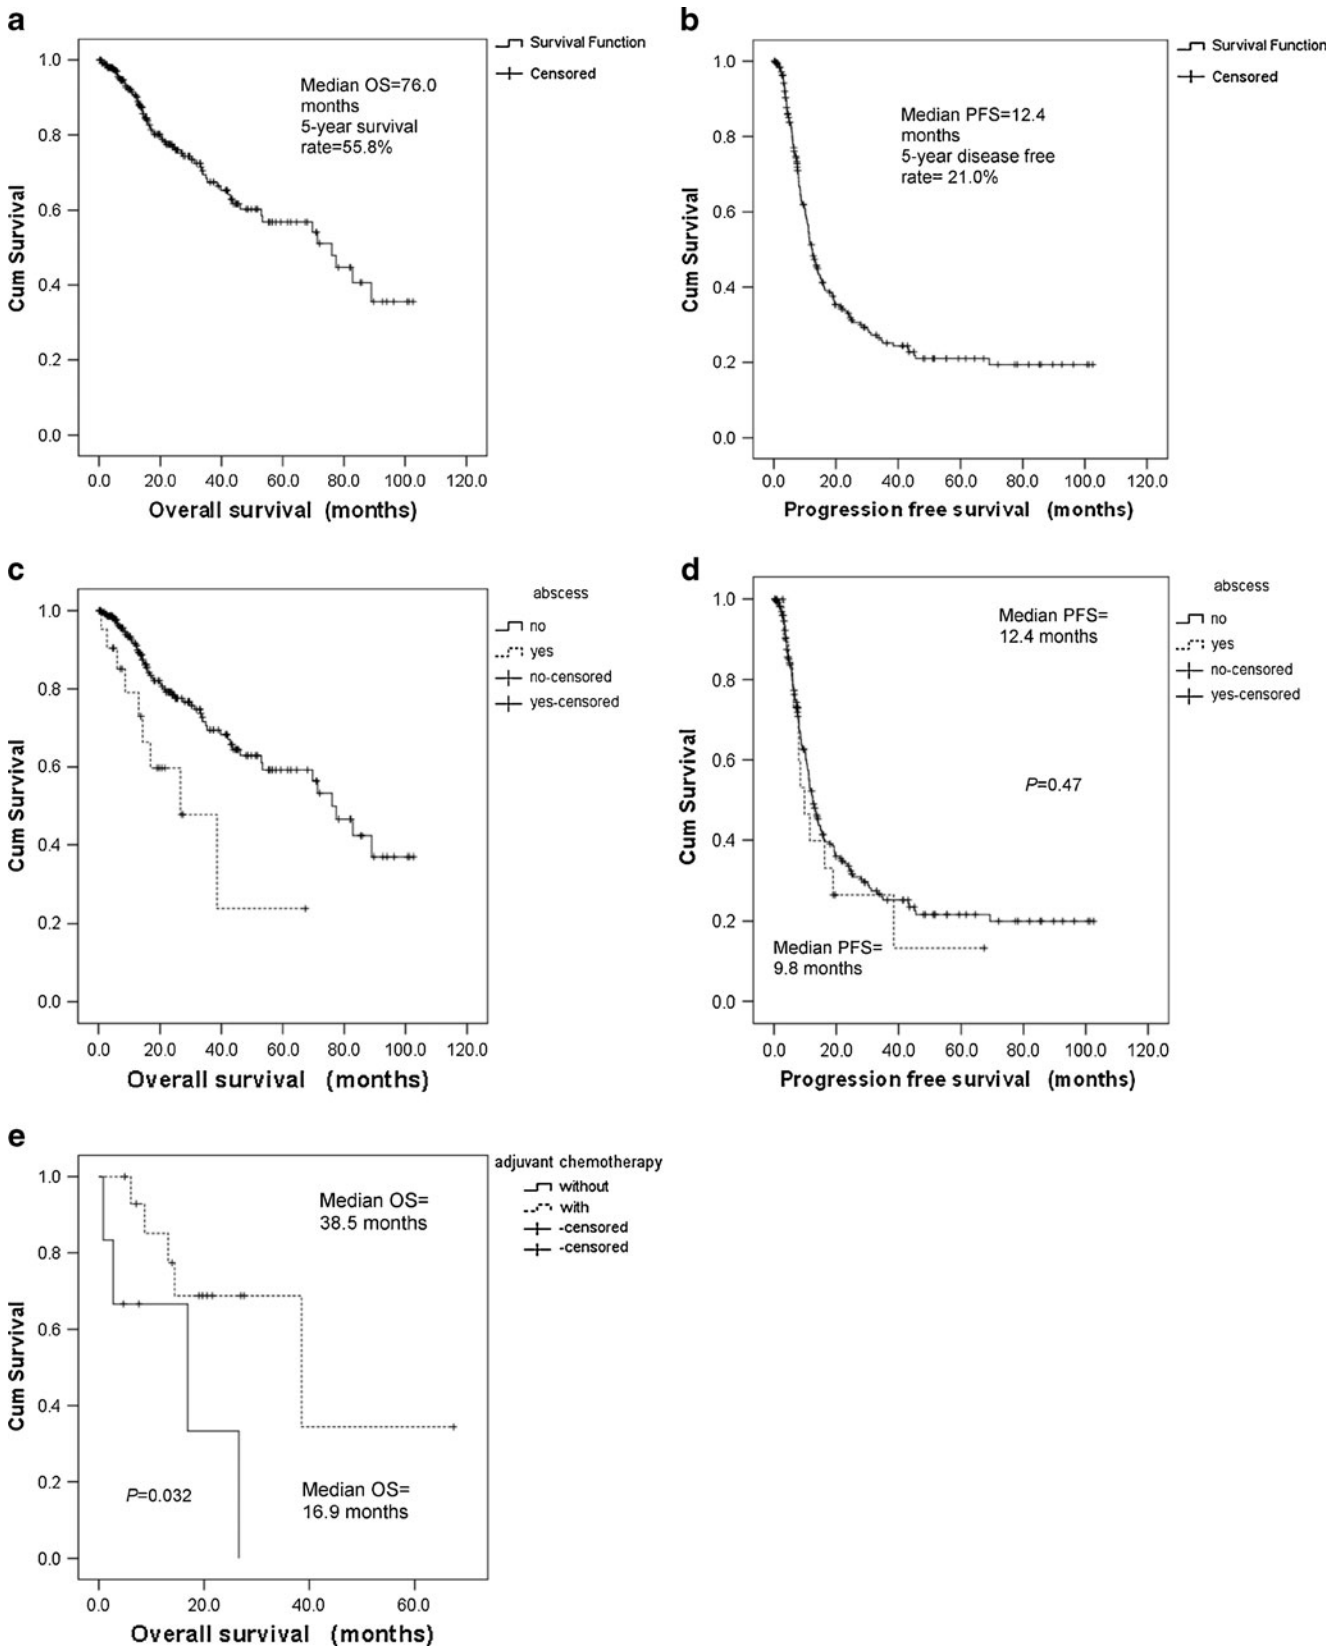 a
Survival Function
Censored
Median OS=76.0
months
5-year survival
rate=55.8%
1.0
0.8
0.6
0.4
0.2
0.0
Cum Survival
0.0 20.0 40.0 60.0 80.0 100.0 120.0
Overall survival (months)
b
Survival Function
Censored
Median PFS=12.4
months
5-year disease free
rate= 21.0%
1.0
0.8
0.6
0.4
0.2
0.0
Cum Survival
0.0 20.0 40.0 60.0 80.0 100.0 120.0
Progression free survival (months)
c
abscess
no
yes
no-censored
yes-censored
1.0
0.8
0.6
0.4
0.2
0.0
Cum Survival
0.0 20.0 40.0 60.0 80.0 100.0 120.0
Overall survival (months)
d
abscess
no
yes
no-censored
yes-censored
Median PFS=
12.4 months
P=0.47
Median PFS=
9.8 months
1.0
0.8
0.6
0.4
0.2
0.0
Cum Survival
0.0 20.0 40.0 60.0 80.0 100.0 120.0
Progression free survival (months)
e
adjuvant chemotherapy
without
with
-censored
-censored
Median OS=
38.5 months
Median OS=
16.9 months
P=0.032
1.0
0.8
0.6
0.4
0.2
0.0
Cum Survival
0.0 20.0 40.0 60.0
Overall survival (months)